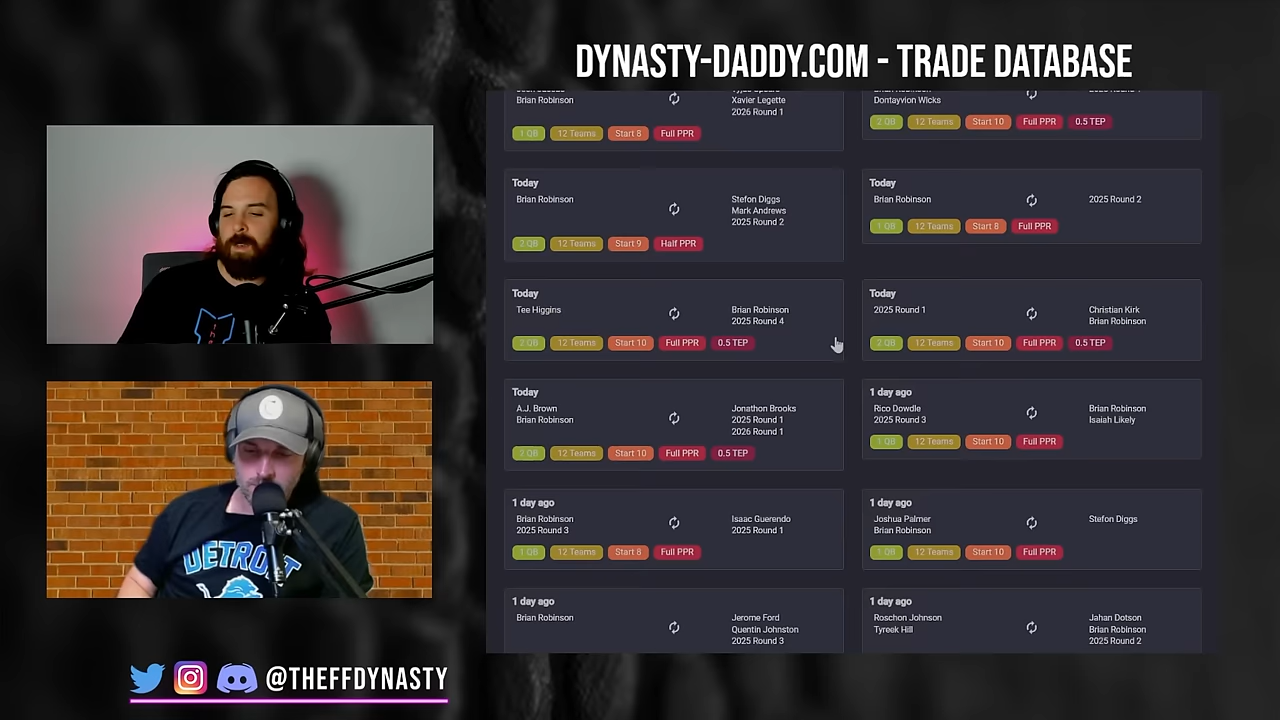 DYNASTY-DADDY.COM - TRADE DATABASE
Brian Robinson
Xavier Legette
2026 Round 1
1 QB 12 Teams Start 8 Full PPR
Dontayvion Wicks
2 QB 12 Teams Start 10 Full PPR 0.5 TEP
Today
Brian Robinson
Stefon Diggs
Mark Andrews
2025 Round 2
2 QB 12 Teams Start 9 Half PPR
Today
Brian Robinson
2025 Round 2
1 QB 12 Teams Start 8 Full PPR
Today
Tee Higgins
Brian Robinson
2025 Round 4
2 QB 12 Teams Start 10 Full PPR 0.5 TEP
Today
2025 Round 1
Christian Kirk
Brian Robinson
2 QB 12 Teams Start 10 Full PPR 0.5 TEP
Today
A.J. Brown
Brian Robinson
Jonathon Brooks
2025 Round 1
2026 Round 1
2 QB 12 Teams Start 10 Full PPR 0.5 TEP
1 day ago
Rico Dowdle
2025 Round 3
Brian Robinson
Isaiah Likely
1 QB 12 Teams Start 10 Full PPR
1 day ago
Brian Robinson
2025 Round 3
Isaac Guerendo
2025 Round 1
1 QB 12 Teams Start 8 Full PPR
1 day ago
Joshua Palmer
Brian Robinson
Stefon Diggs
1 QB 12 Teams Start 10 Full PPR
1 day ago
Brian Robinson
Jerome Ford
Quentin Johnston
2025 Round 3
1 day ago
Roschon Johnson
Tyreek Hill
Jahan Dotson
Brian Robinson
2025 Round 2
DETROIT
@THEFFDYNASTY